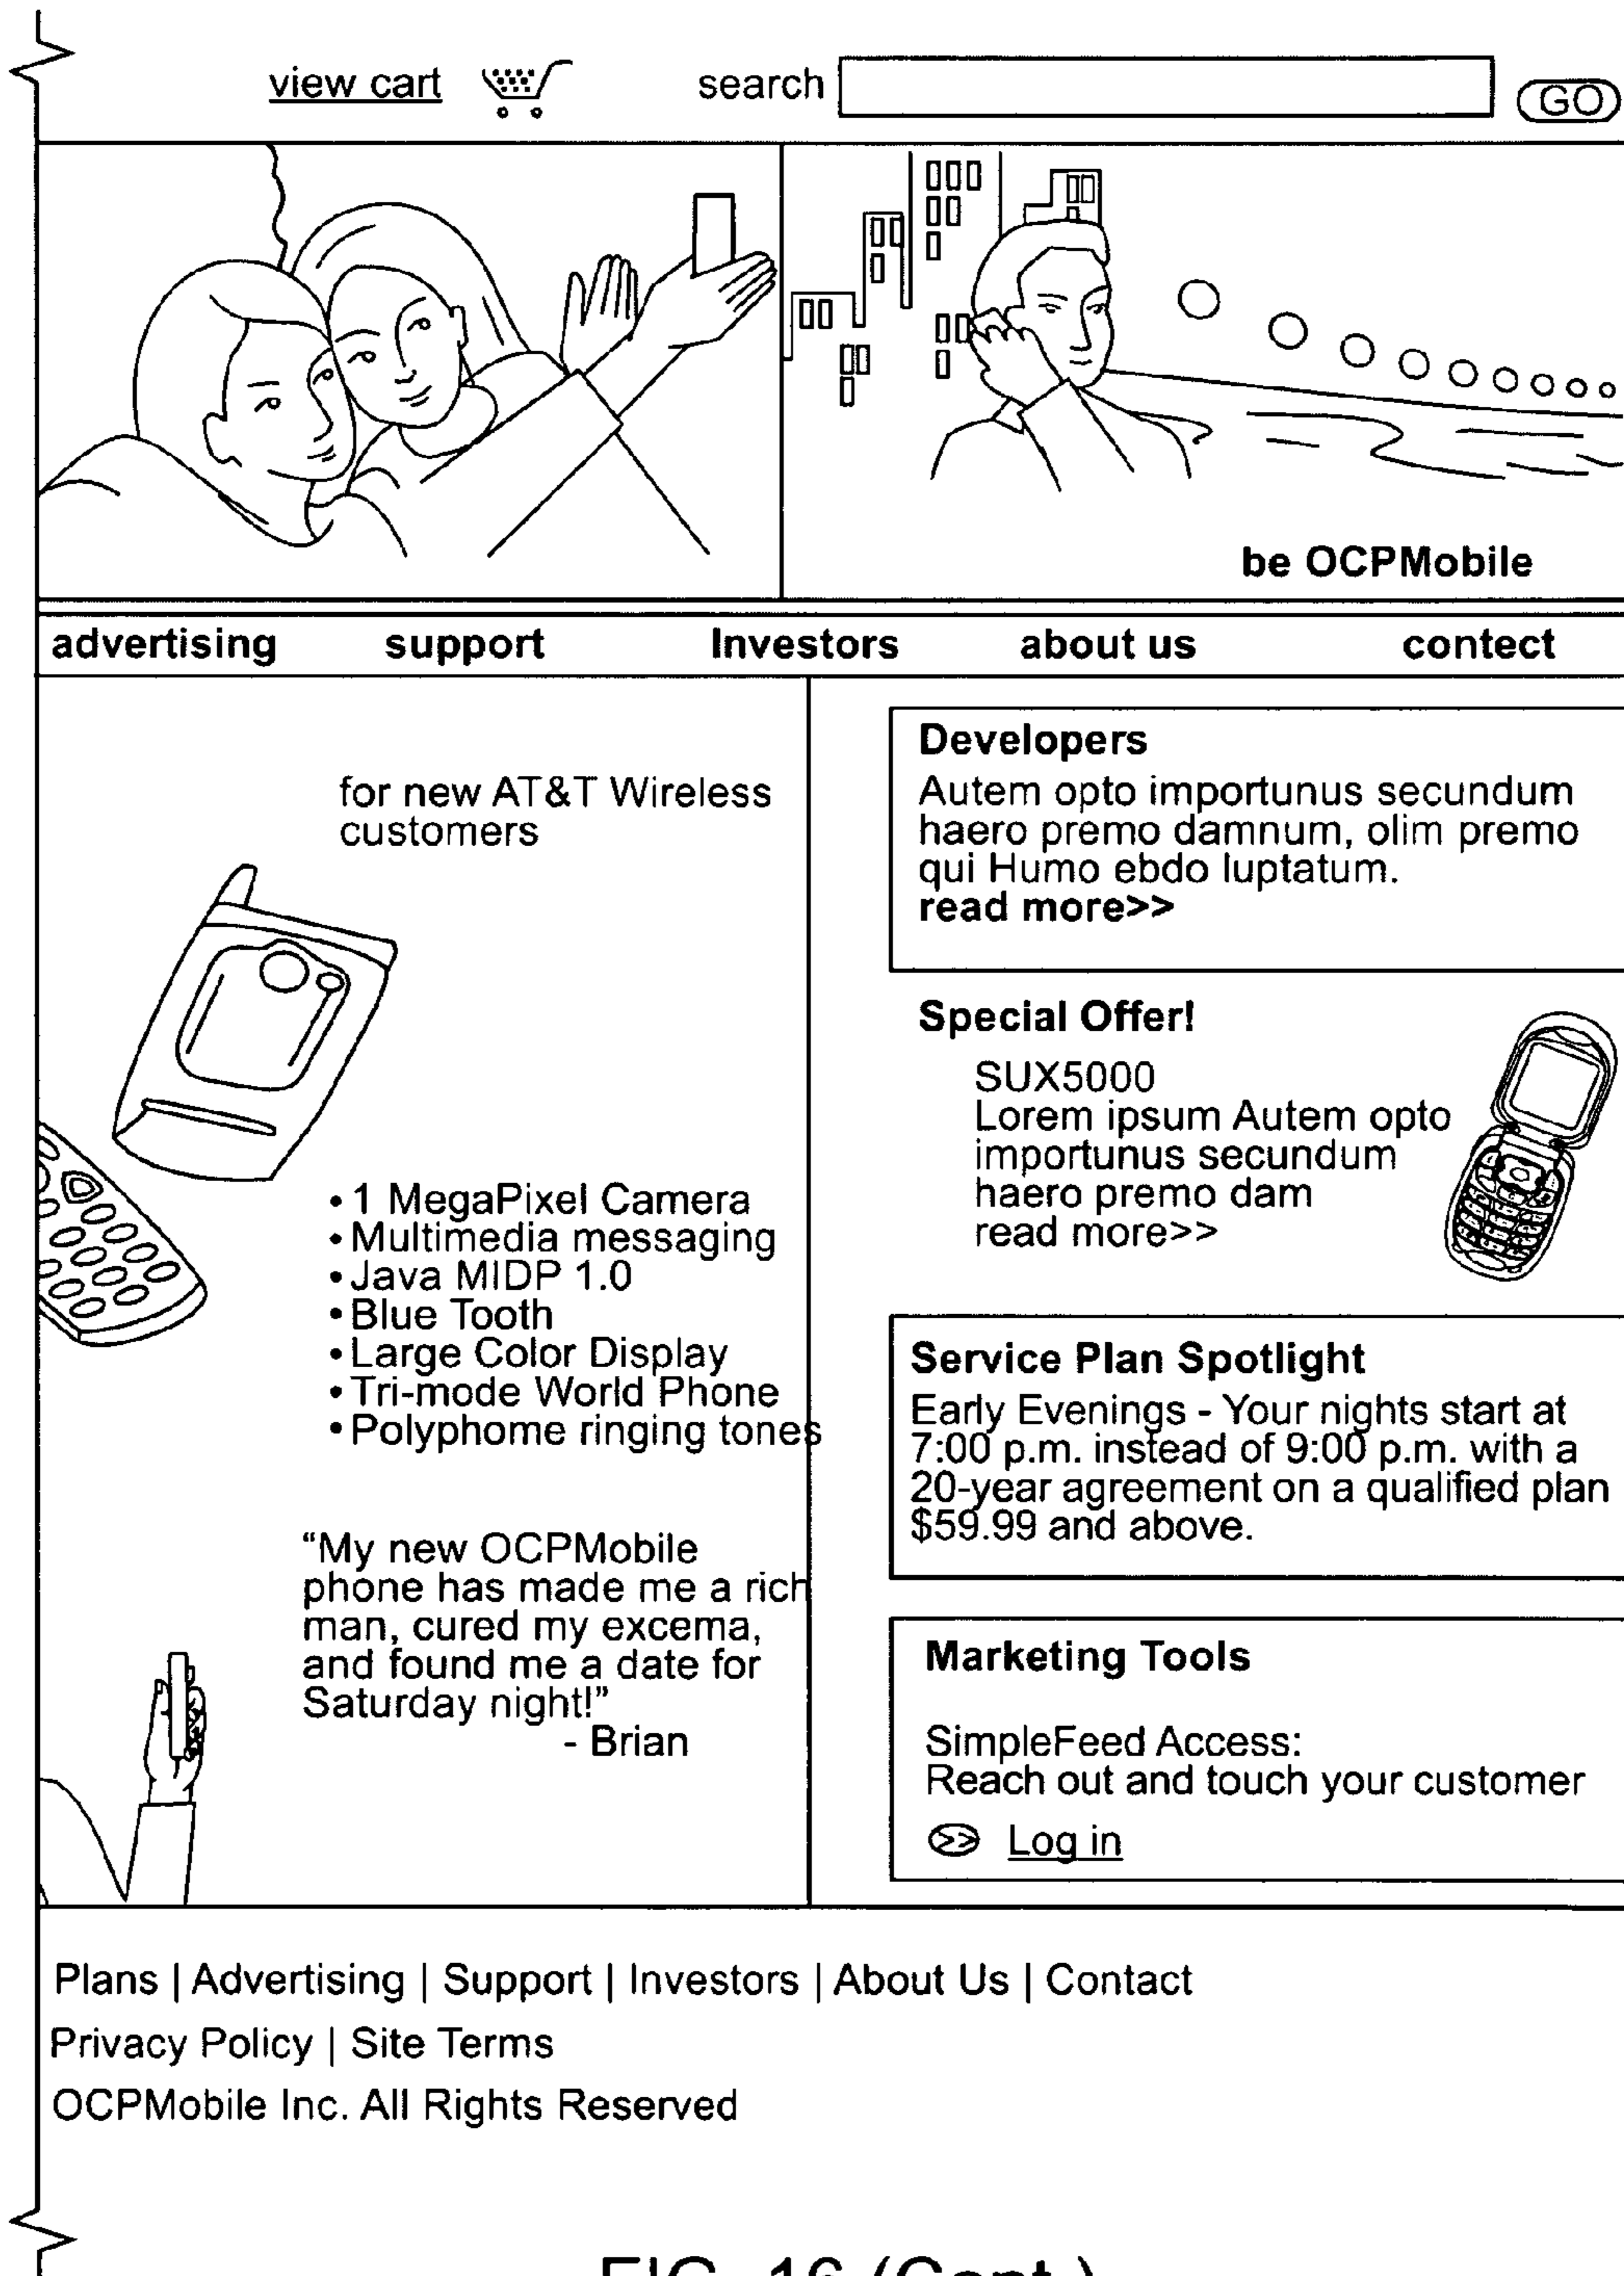 view cart search GO
be OCPMobile
advertising support Investors about us contect
for new AT&T Wireless
customers
• 1 MegaPixel Camera
• Multimedia messaging
• Java MIDP 1.0
• Blue Tooth
• Large Color Display
• Tri-mode World Phone
• Polyphome ringing tones
“My new OCPMobile
phone has made me a rich
man, cured my excema,
and found me a date for
Saturday night!”
- Brian
Developers
Autem opto importunus secundum
haero premo damnum, olim premo
qui Humo ebdo luptatum.
read more>>
Special Offer!
SUX5000
Lorem ipsum Autem opto
importunus secundum
haero premo dam
read more>>
Service Plan Spotlight
Early Evenings - Your nights start at
7:00 p.m. instead of 9:00 p.m. with a
20-year agreement on a qualified plan
$59.99 and above.
Marketing Tools
SimpleFeed Access:
Reach out and touch your customer
>> Log in
Plans | Advertising | Support | Investors | About Us | Contact
Privacy Policy | Site Terms
OCPMobile Inc. All Rights Reserved
FIG. 16 (Cont.)